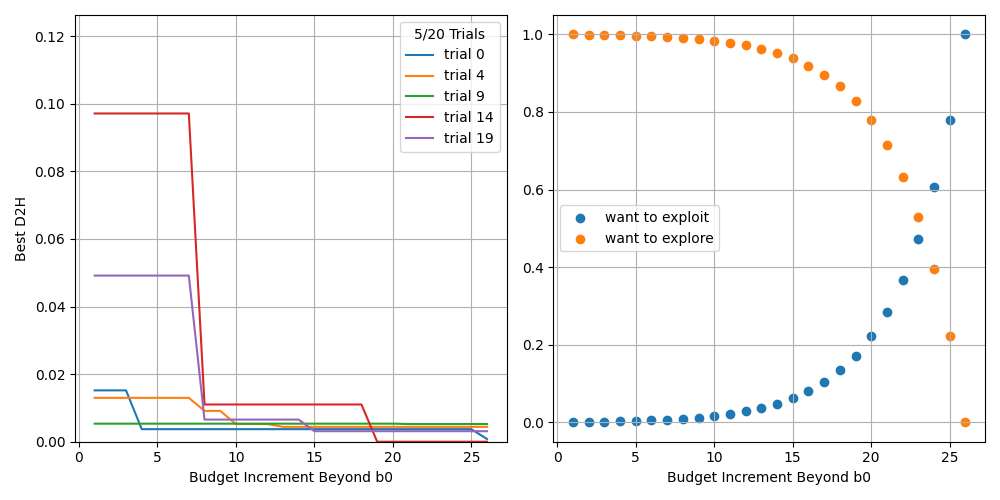 5/20 Trials
trial 0
trial 4
trial 9
trial 14
trial 19
0.12
0.10
0.08
0.06
0.04
0.02
0.00
Best D2H
0 5 10 15 20 25
Budget Increment Beyond b0
1.0
0.8
0.6
0.4
0.2
0.0
want to exploit
want to explore
0 5 10 15 20 25
Budget Increment Beyond b0